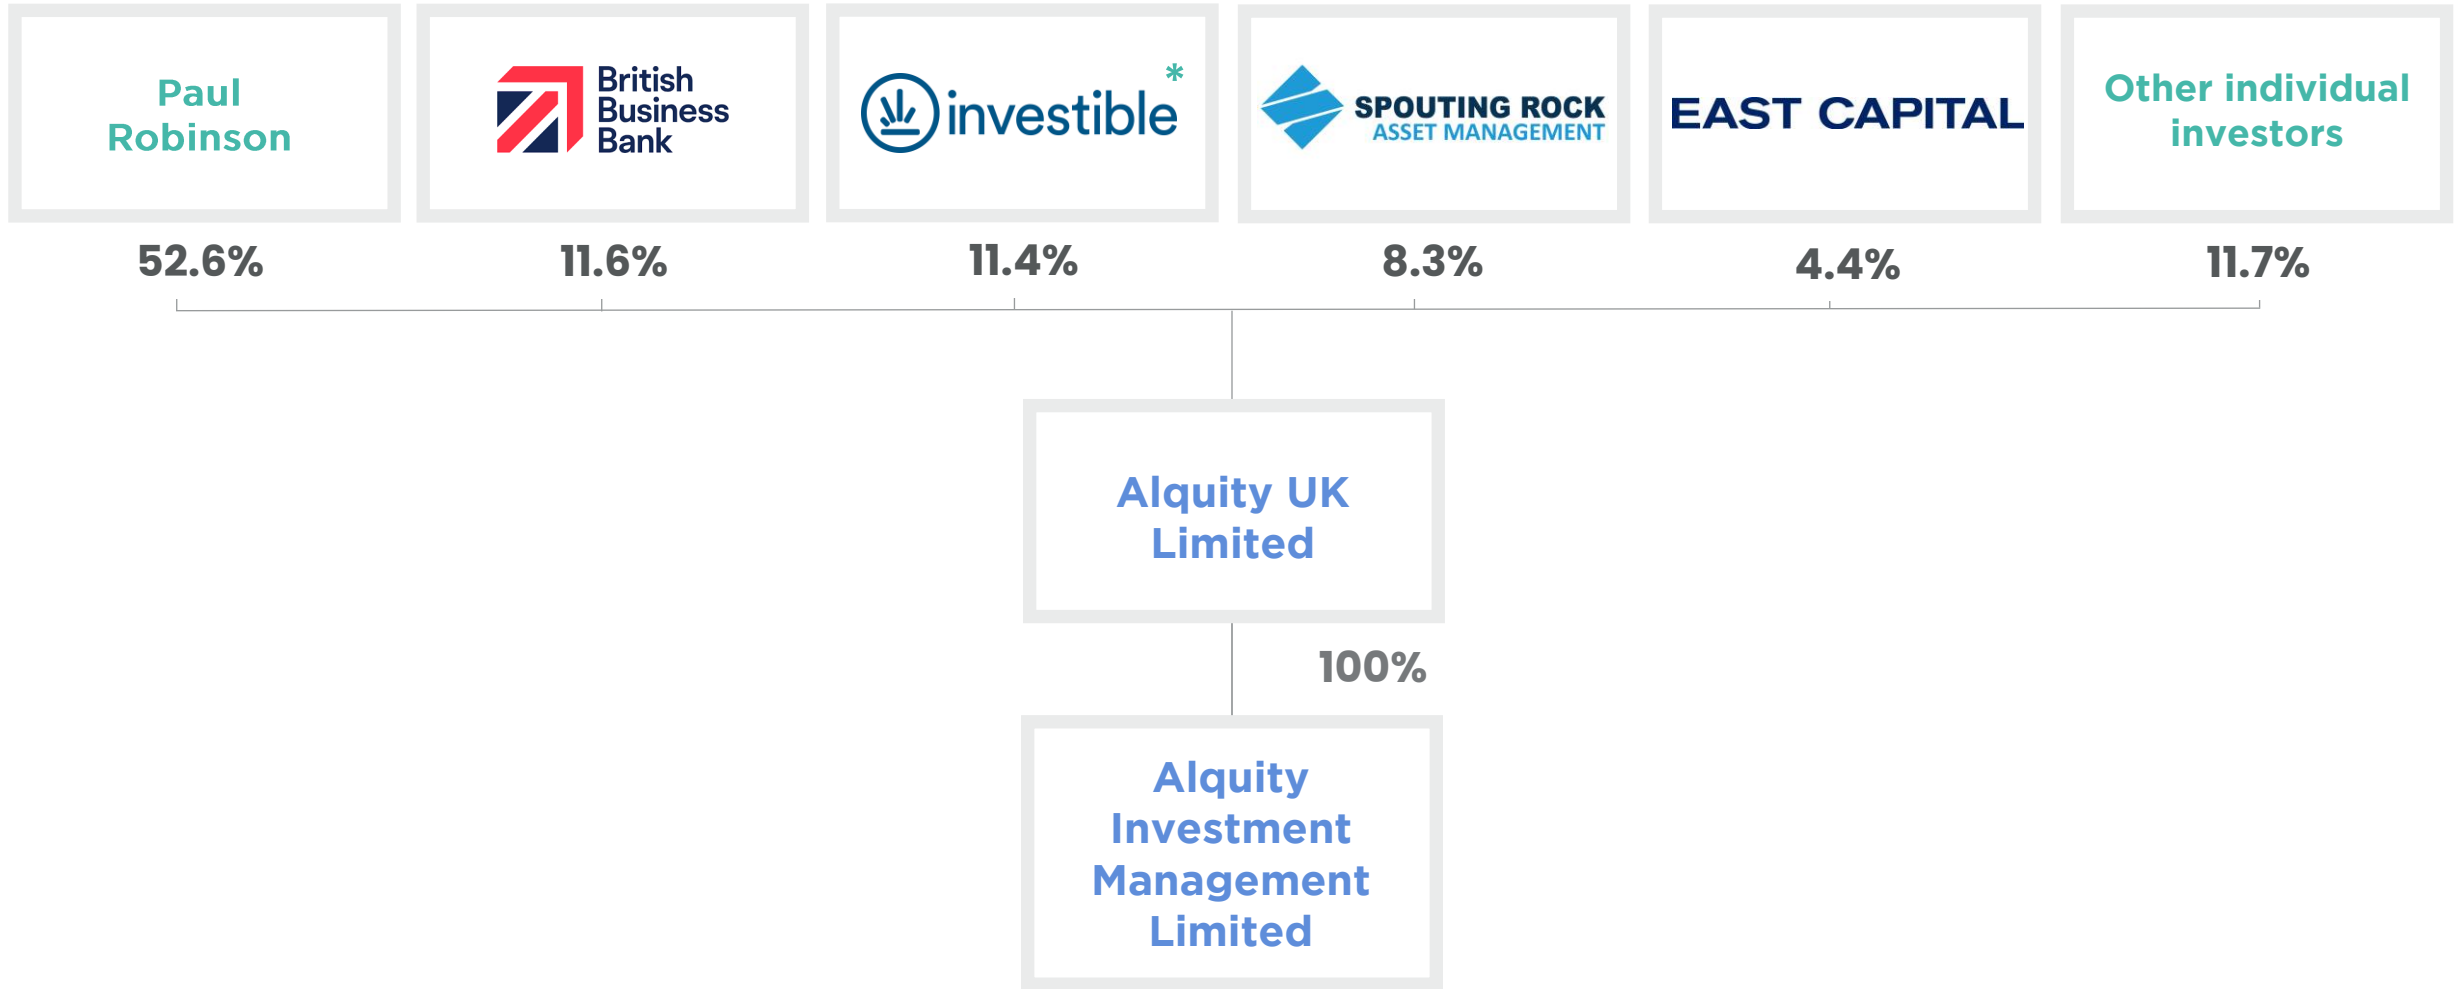 Paul
Robinson
British
Business
Bank
investible*
SPOUTING ROCK
ASSET MANAGEMENT
EAST CAPITAL
Other individual
investors
52.6%
11.6%
11.4%
8.3%
4.4%
11.7%
Alquity UK
Limited
100%
Alquity
Investment
Management
Limited